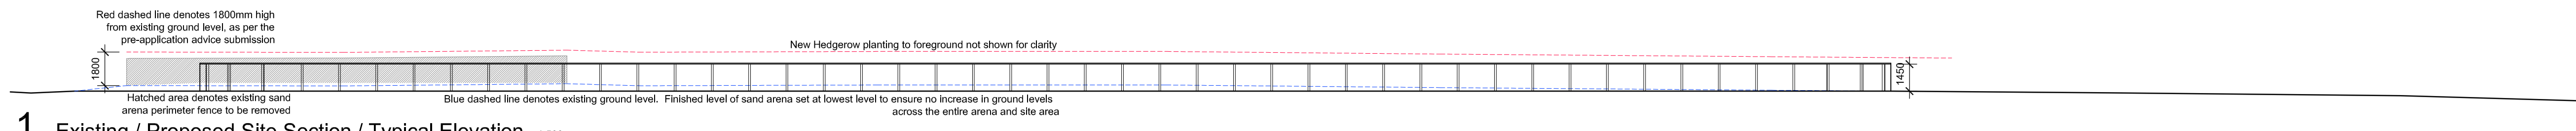 Red dashed line denotes 1800mm high
from existing ground level, as per the
pre-application advice submission
New Hedgerow planting to foreground not shown for clarity
1800
1450
Hatched area denotes existing sand
arena perimeter fence to be removed
Blue dashed line denotes existing ground level. Finished level of sand arena set at lowest level to ensure no increase in ground levels
across the entire arena and site area
1 Existing / Proposed Site Section / Typical Elevation